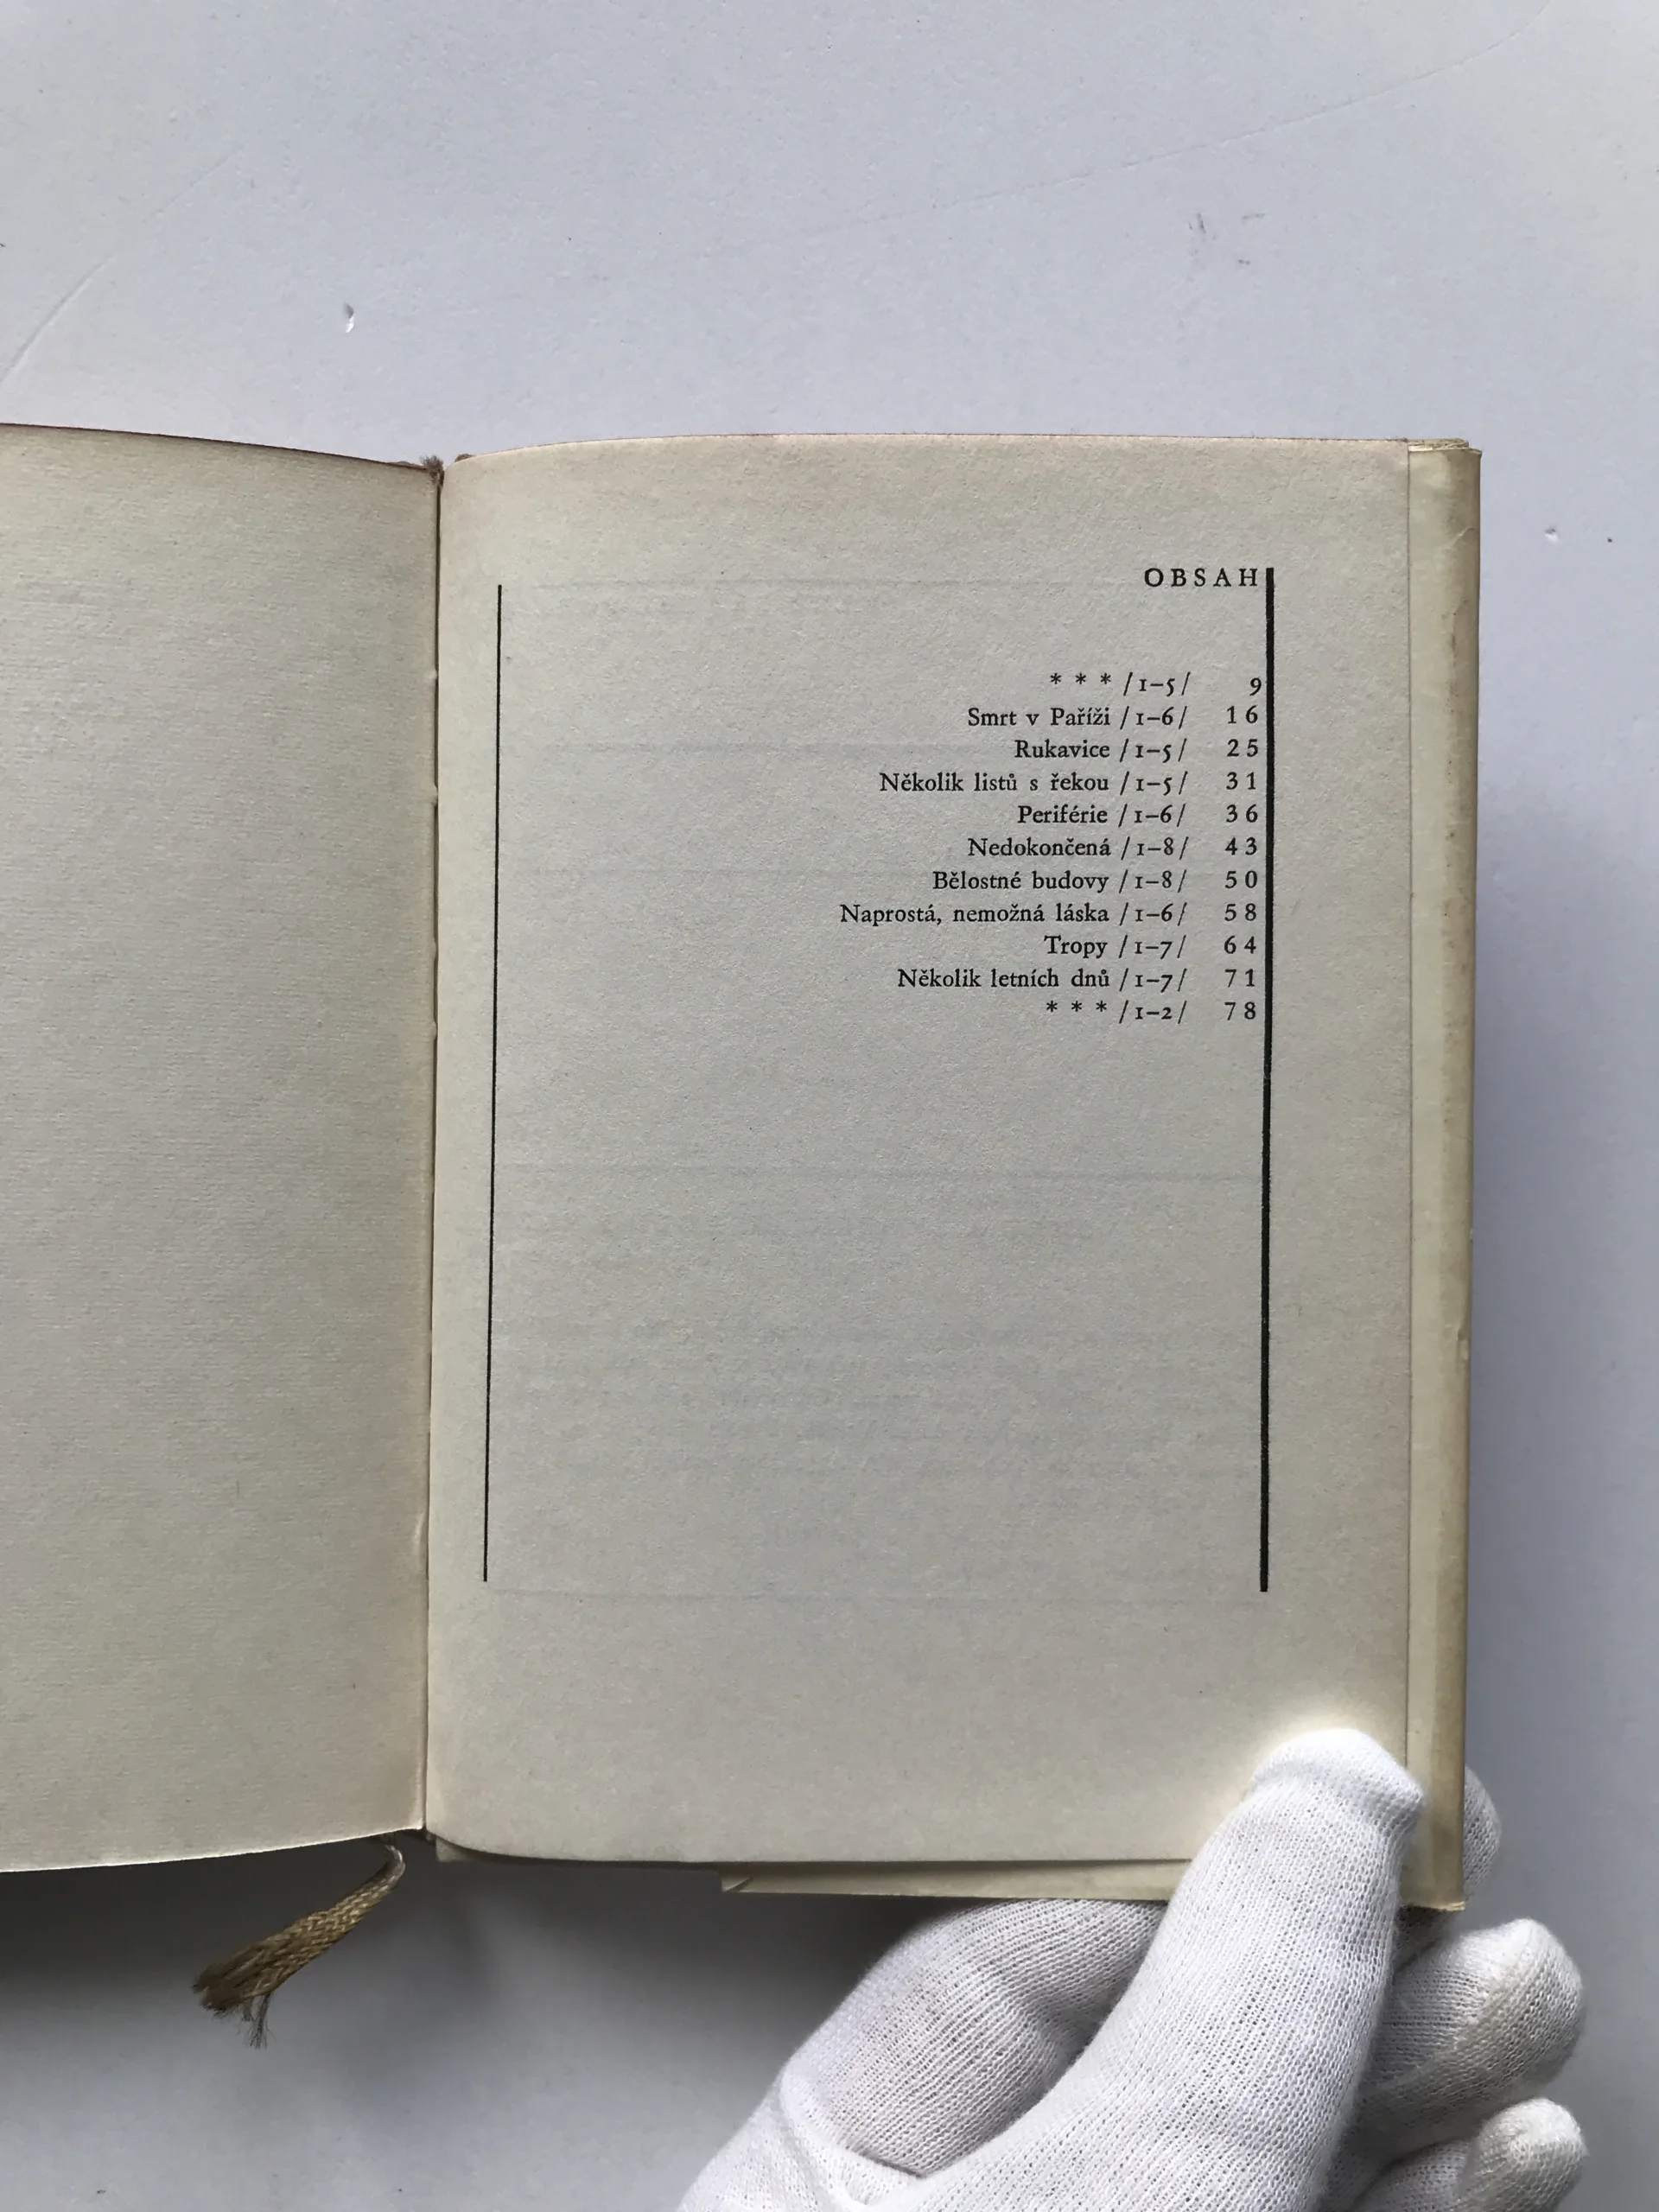 OBSAH
* * * /1–5/ 9
Smrt v Paříži /1–6/ 16
Rukavice /1–5/ 25
Několik listů s řekou /1–5/ 31
Periférie /1–6/ 36
Nedokončená /1–8/ 43
Bělostné budovy /1–8/ 50
Naprostá, nemožná láska /1–6/ 58
Tropy /1–7/ 64
Několik letních dnů /1–7/ 71
* * * /1–2/ 78